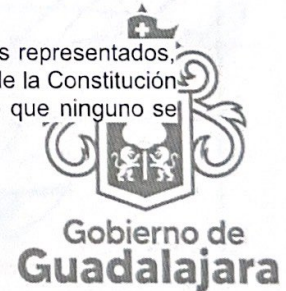 s representados,
de la Constitución
que ninguno se
Gobierno de
Guadalajara